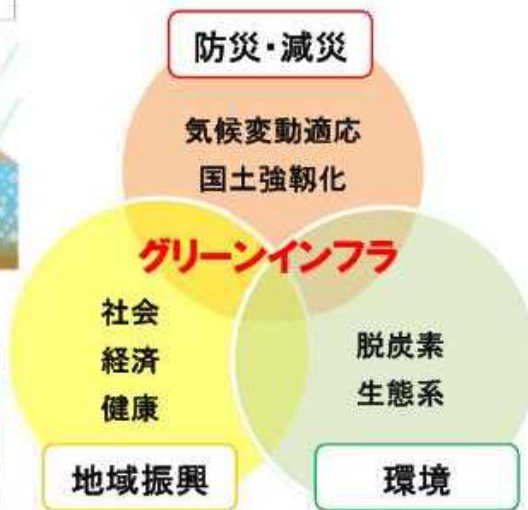 防災・減災
気候変動適応
国土強靱化
グリーンインフラ
社会
経済
健康
脱炭素
生態系
地域振興
環境